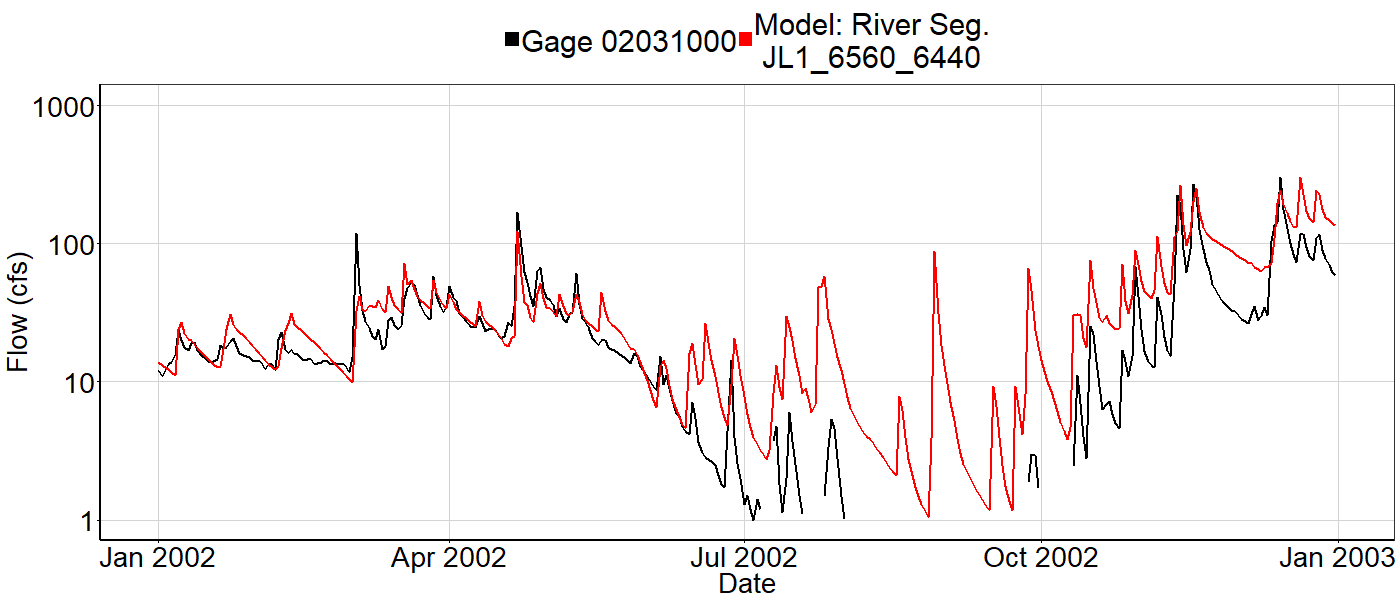 Gage 02031000
Model: River Seg.
JL1_6560_6440
Flow (cfs)
1000
100
10
1
Jan 2002
Apr 2002
Jul 2002
Oct 2002
Jan 2003
Date